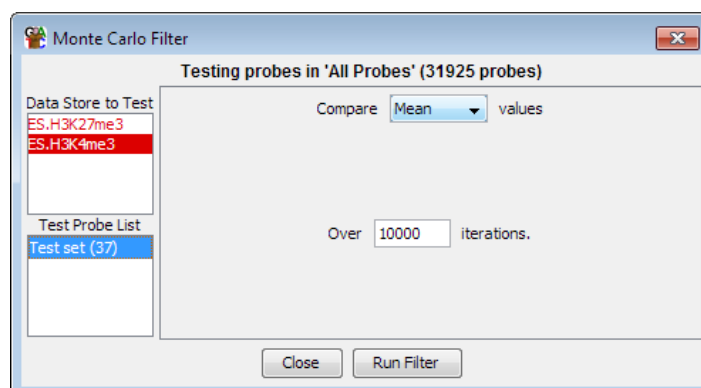 Monte Carlo Filter
Testing probes in 'All Probes' (31925 probes)
Data Store to Test
ES.H3K27me3
ES.H3K4me3
Compare Mean values
Test Probe List
Test set (37)
Over 10000 iterations.
Close Run Filter